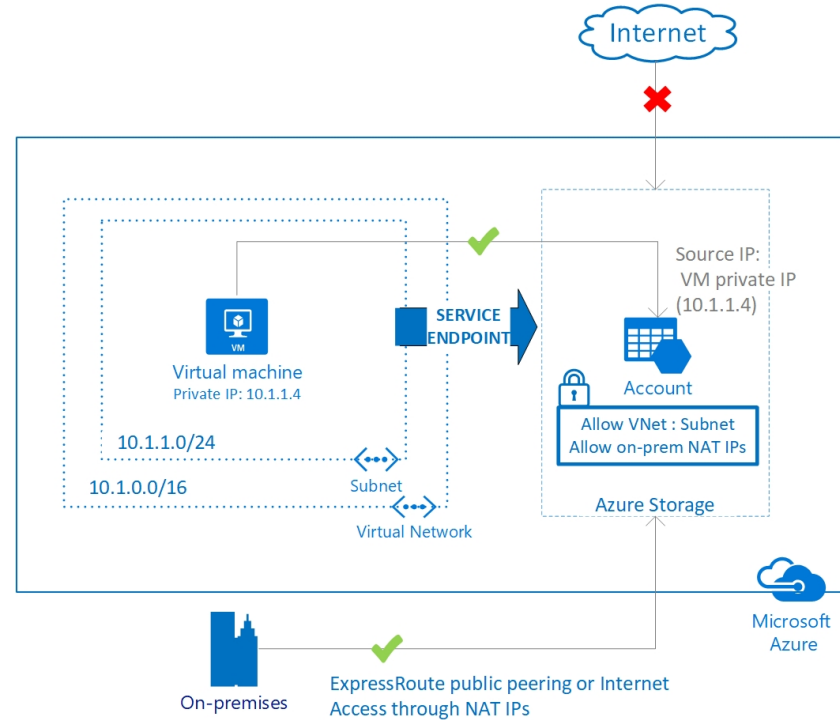 Internet
Source IP:
VM private IP
(10.1.1.4)
SERVICE
ENDPOINT
VM
Virtual machine
Private IP: 10.1.1.4
Account
Allow VNet : Subnet
Allow on-prem NAT IPs
10.1.1.0/24
Subnet
10.1.0.0/16
Azure Storage
Virtual Network
Microsoft
Azure
On-premises
ExpressRoute public peering or Internet
Access through NAT IPs